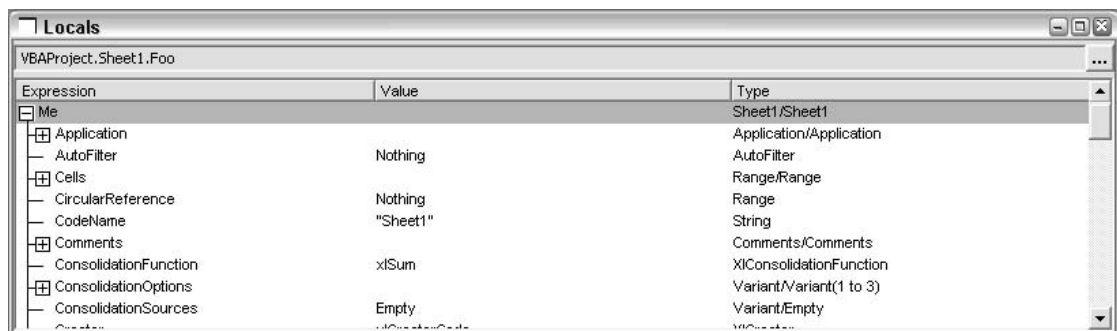 Locals
VBAProject.Sheet1.Foo ...
Expression Value Type
Me Sheet1/Sheet1
Application Application/Application
AutoFilter Nothing AutoFilter
Cells Range/Range
CircularReference Nothing Range
CodeName "Sheet1" String
Comments Comments/Comments
ConsolidationFunction xlSum XlConsolidationFunction
ConsolidationOptions Variant/Variant(1 to 3)
ConsolidationSources Empty Variant/Empty